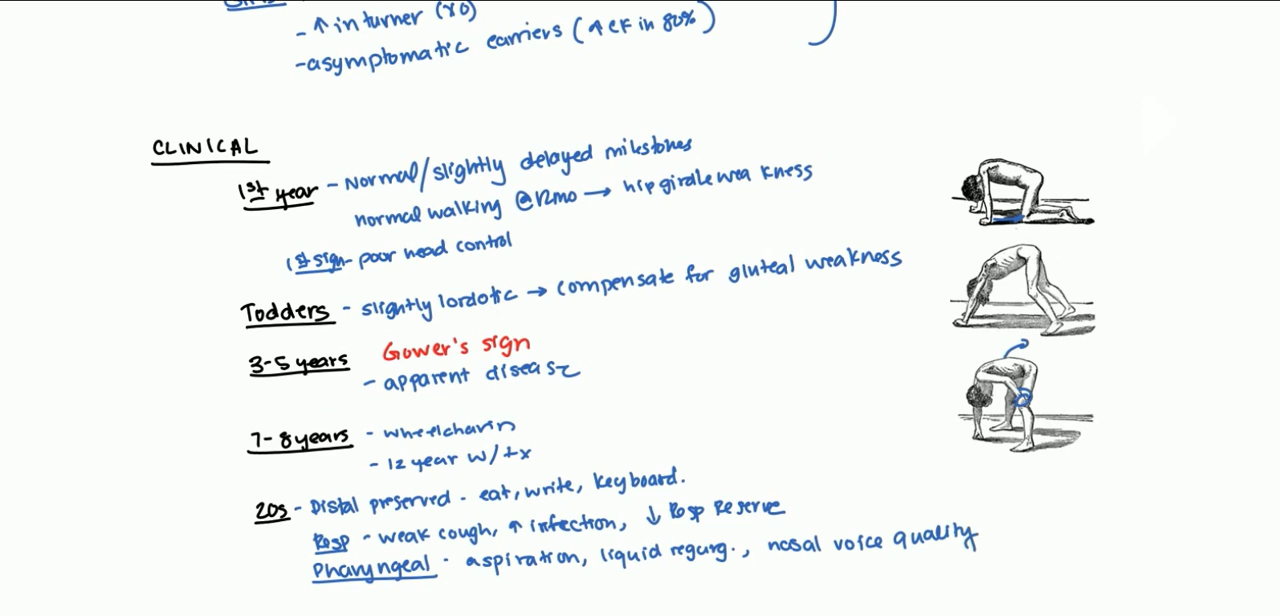 - ↑ in turner (XO)
- asymptomatic carriers (↑CK in 80%)
CLINICAL
1st year - Normal/slightly delayed milestones
normal walking @12mo → hip girdle weakness
1st sign - poor head control
Todders - slightly lordotic → compensate for gluteal weakness
3-5 years Gower's sign
- apparent disease
7-8 years - wheelchair
- 12 year w/ tx
20s - Distal preserved - eat, write, keyboard.
Resp - weak cough, ↑ infection, ↓ Resp Reserve
Pharyngeal - aspiration, liquid regurg., nasal voice quality